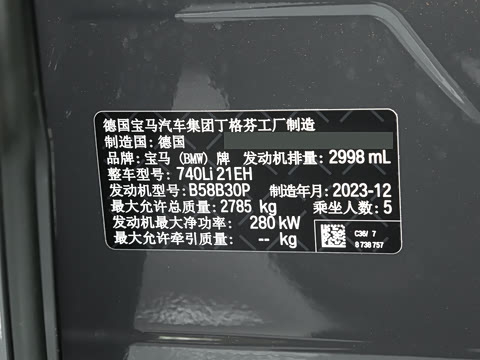 德国宝马汽车集团丁格芬工厂制造
制造国：德国
品牌：宝马（BMW）牌 发动机排量：2998 mL
整车型号：740Li 21EH
发动机型号：B58B30P 制造年月：2023-12
最大允许总质量：2785 kg 乘坐人数：5
发动机最大净功率：280 kW
最大允许牵引质量：-- kg
C36/ 7
8 738 757